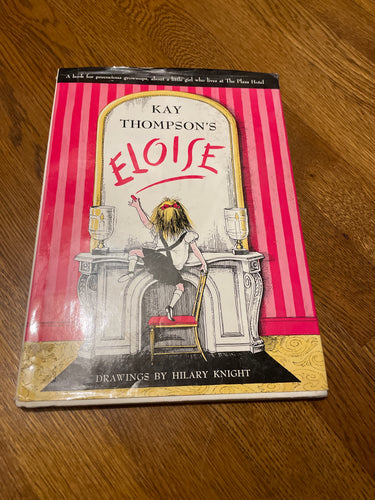 A book for precocious grownups, about a little girl who lives at The Plaza Hotel
KAY
THOMPSON'S
ELOISE
DRAWINGS BY HILARY KNIGHT